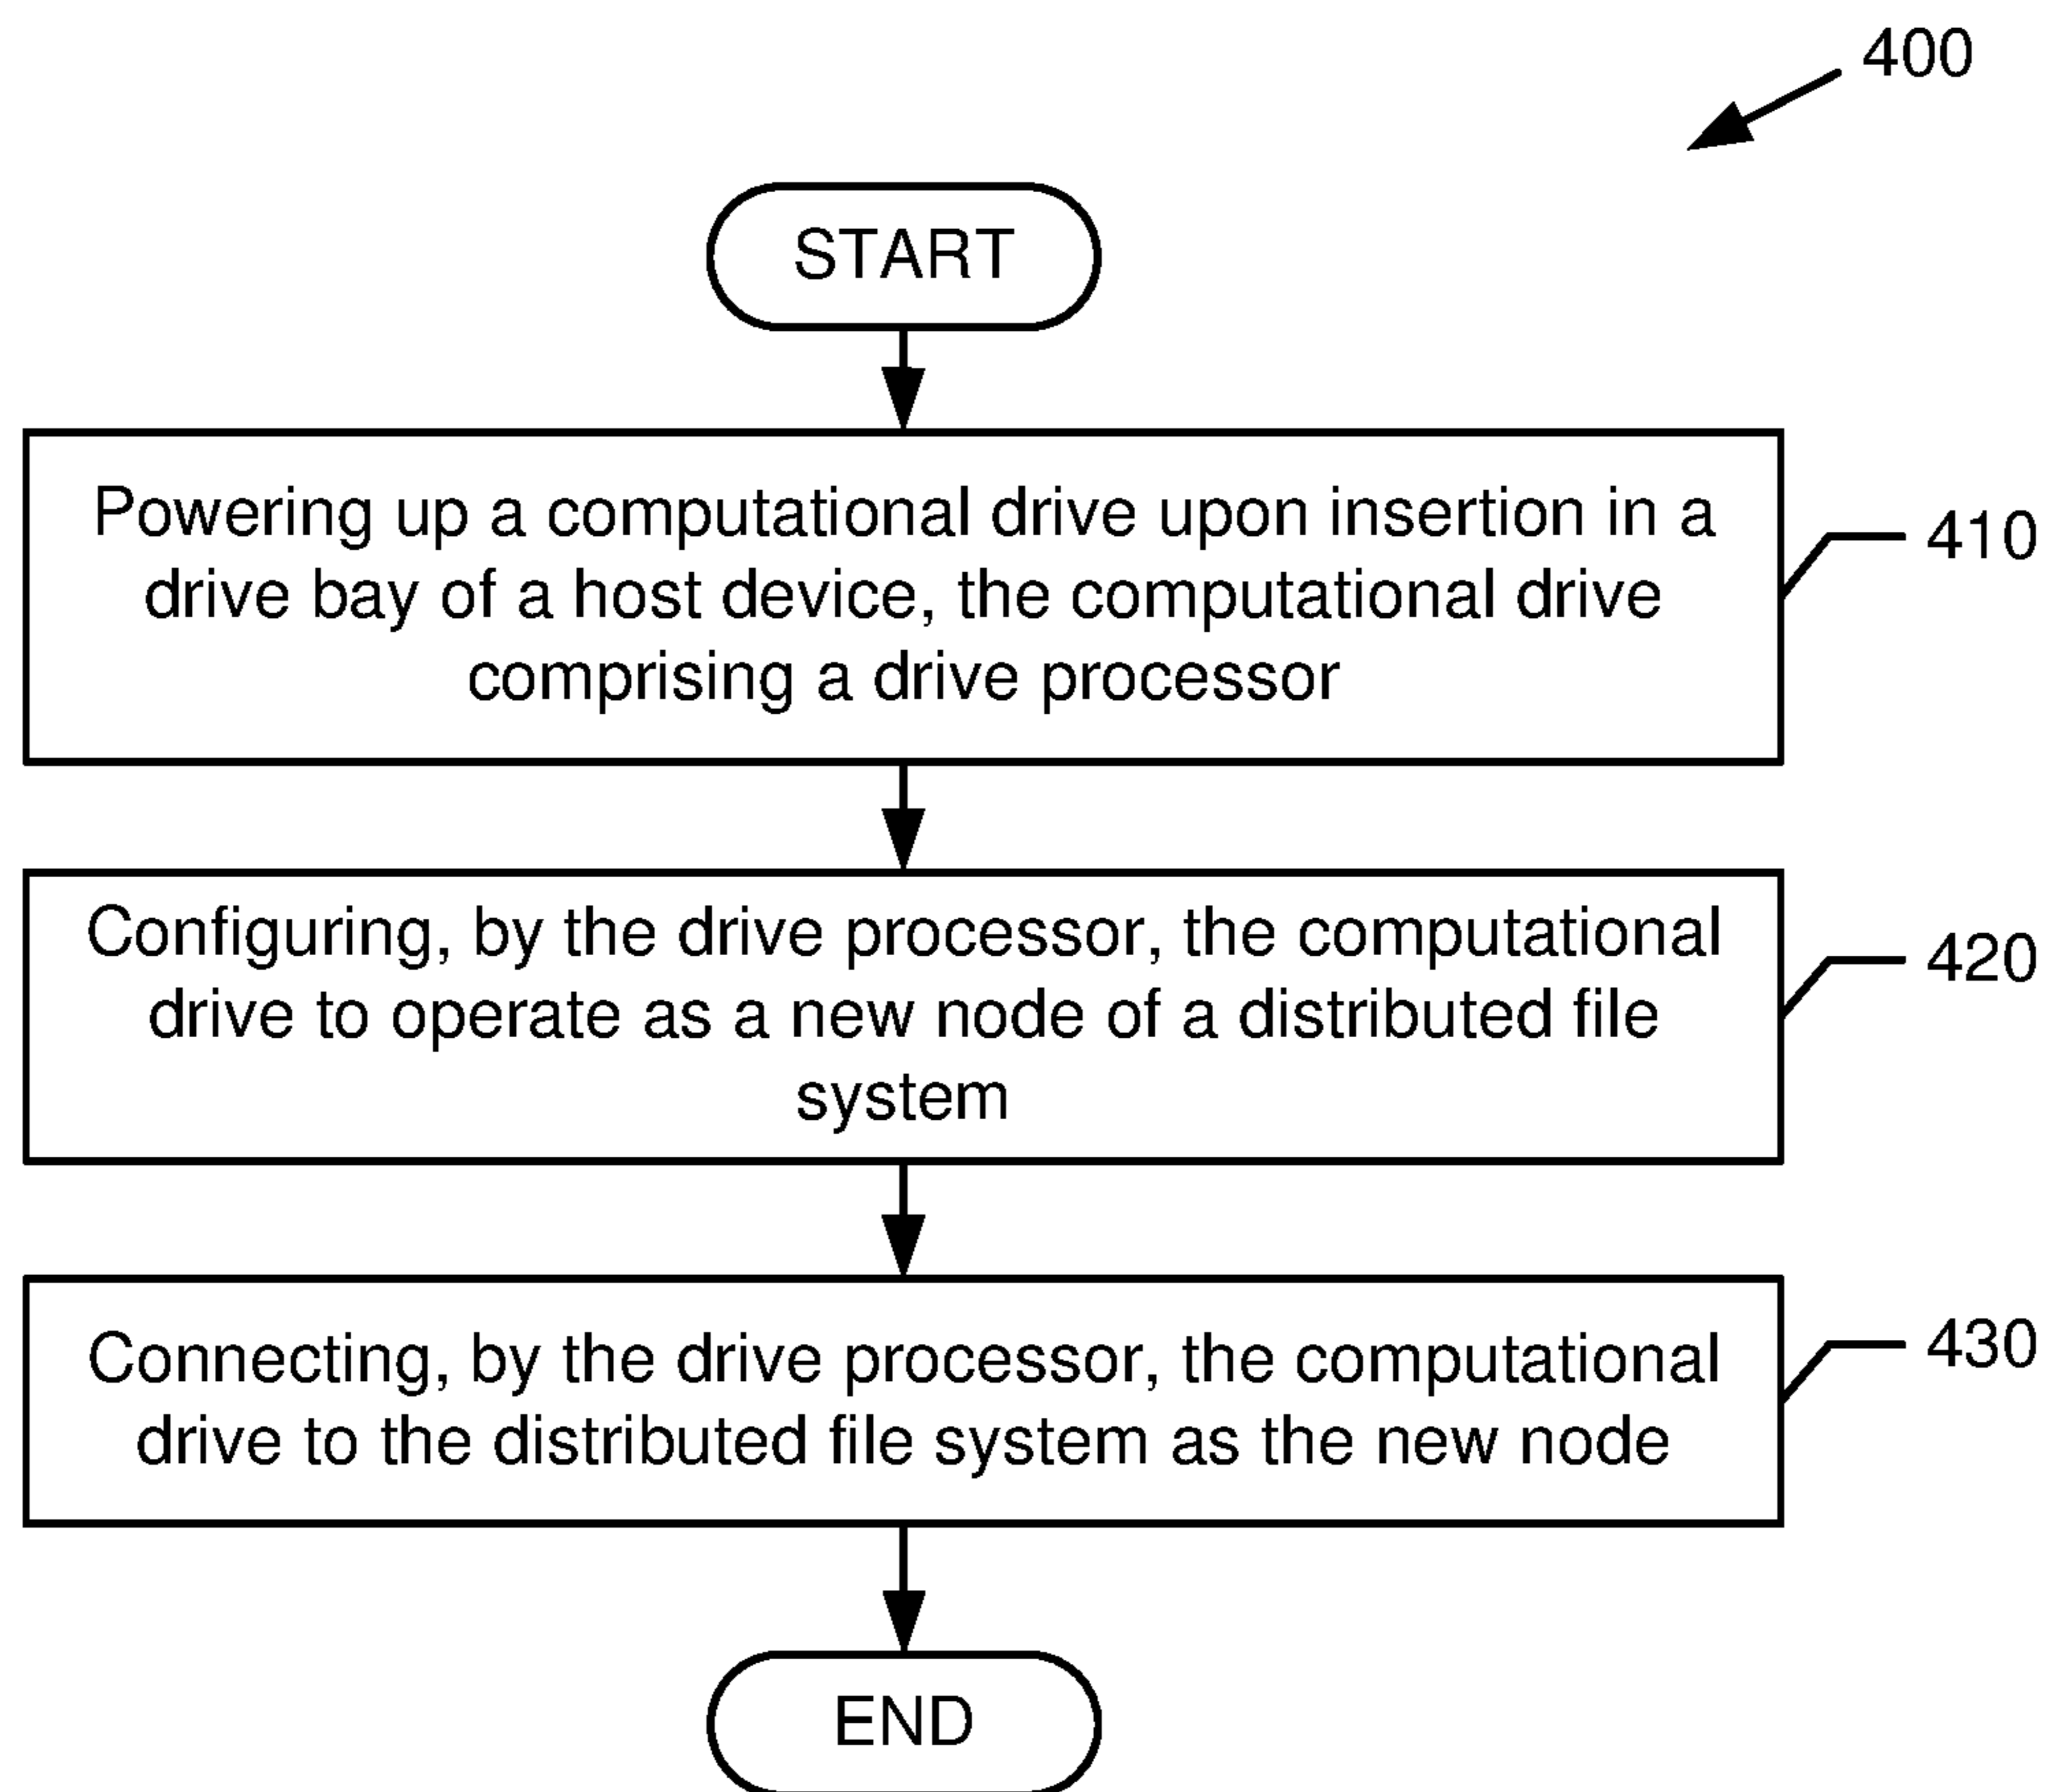 400
START
Powering up a computational drive upon insertion in a
drive bay of a host device, the computational drive
comprising a drive processor
410
Configuring, by the drive processor, the computational
drive to operate as a new node of a distributed file
system
420
Connecting, by the drive processor, the computational
drive to the distributed file system as the new node
430
END